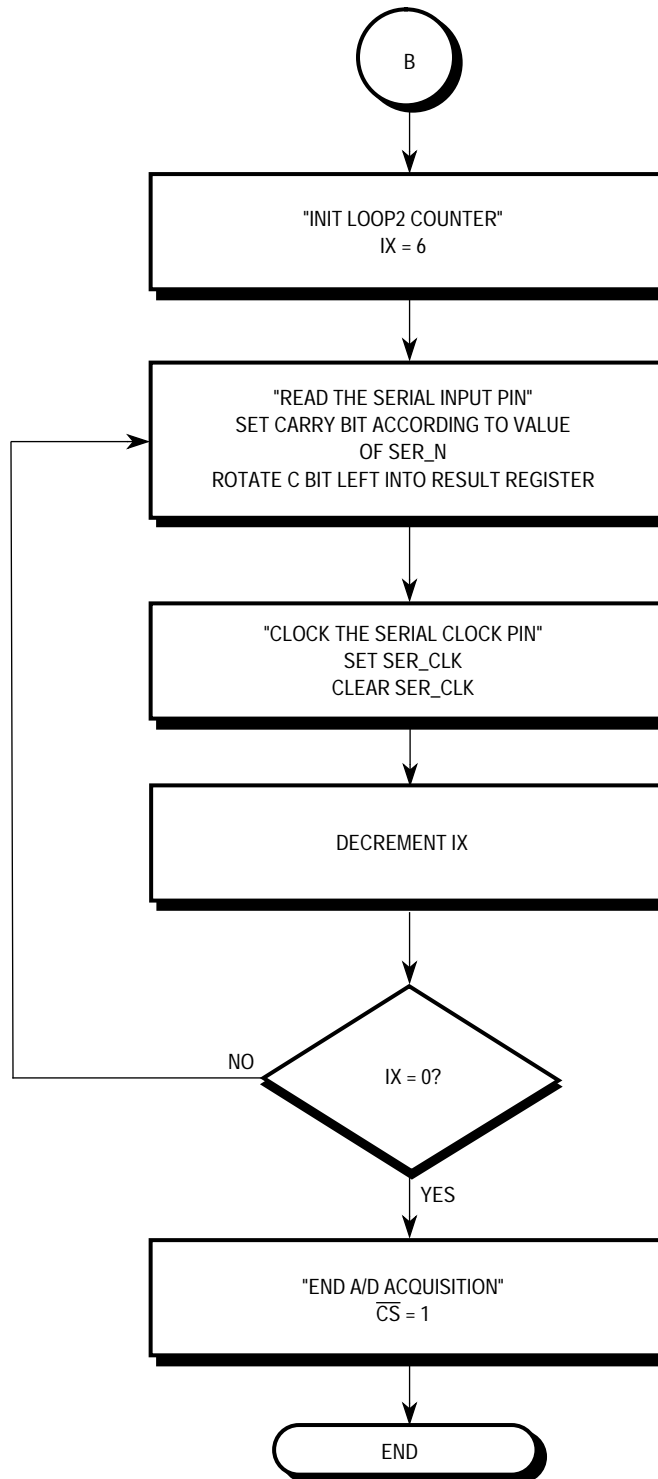 B
"INIT LOOP2 COUNTER"
IX = 6
"READ THE SERIAL INPUT PIN"
SET CARRY BIT ACCORDING TO VALUE
OF SER_N
ROTATE C BIT LEFT INTO RESULT REGISTER
"CLOCK THE SERIAL CLOCK PIN"
SET SER_CLK
CLEAR SER_CLK
DECREMENT IX
IX = 0?
NO
YES
"END A/D ACQUISITION"
C̅S̅ = 1
END